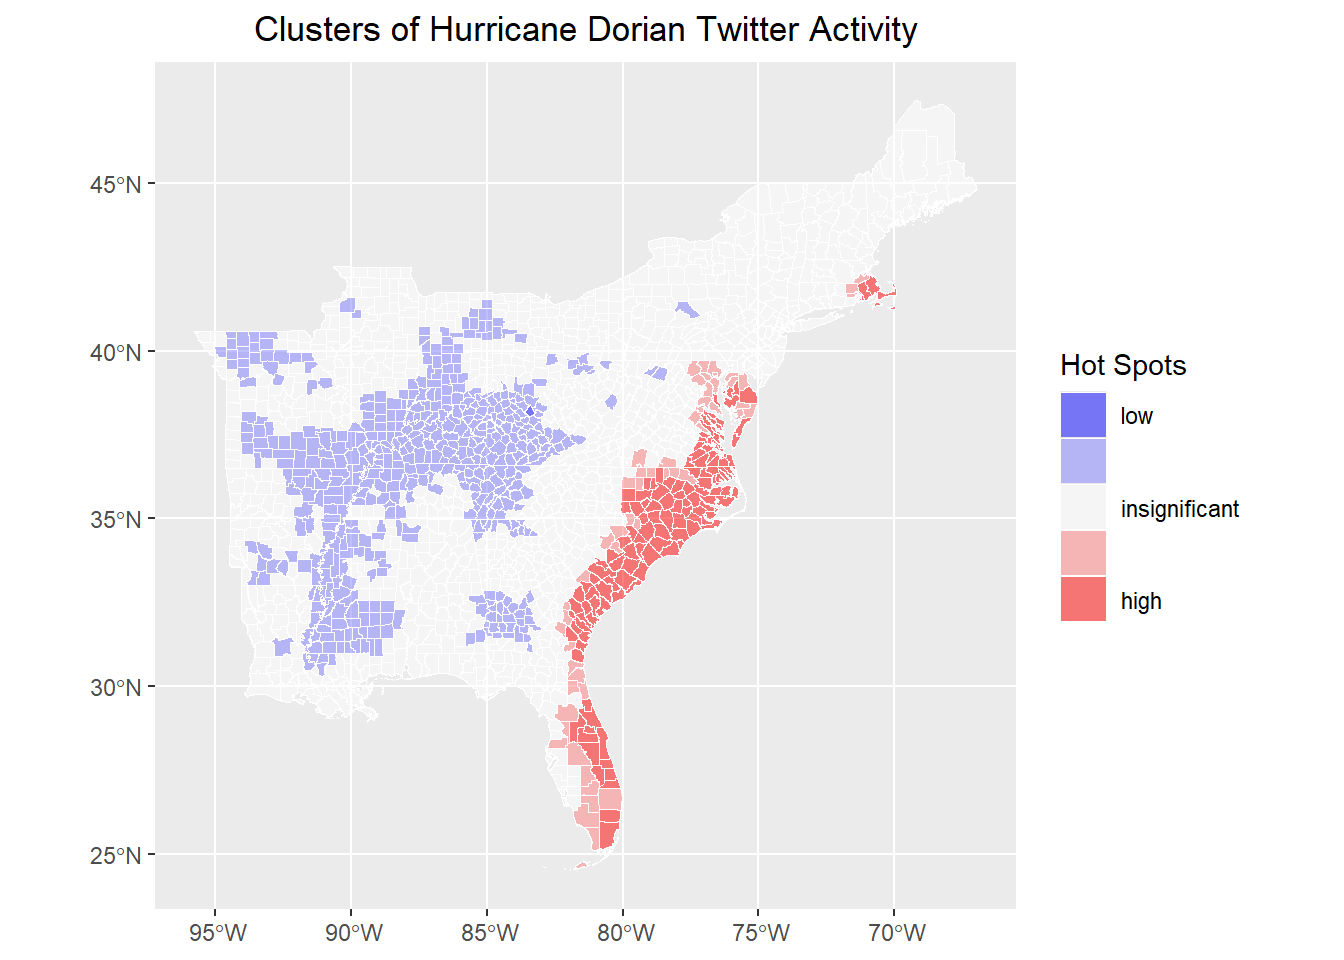 Clusters of Hurricane Dorian Twitter Activity
45°N
40°N
35°N
30°N
25°N
95°W
90°W
85°W
80°W
75°W
70°W
Hot Spots
low
insignificant
high